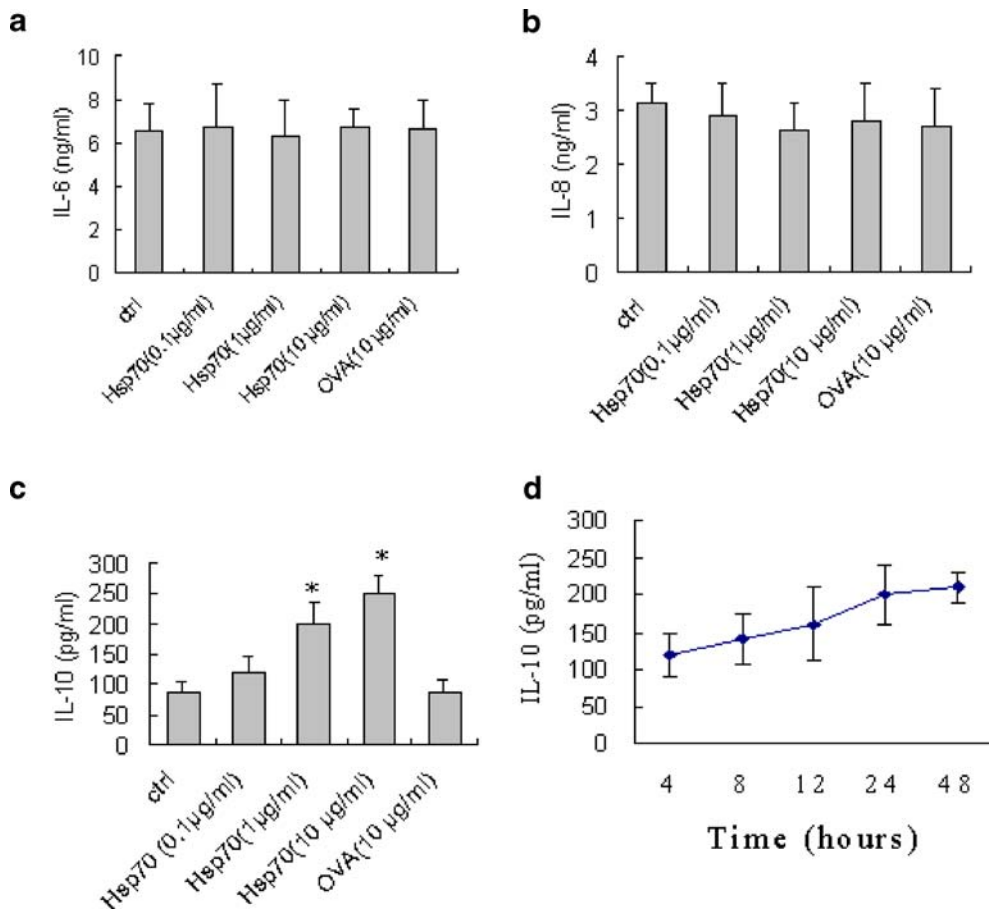 a
10
8
6
4
2
0
IL-6 (ng/ml)
ctrl
Hsp70(0.1µg/ml)
Hsp70(1µg/ml)
Hsp70(10 µg/ml)
OVA(10 µg/ml)
b
4
3
2
1
0
IL-8 (ng/ml)
ctrl
Hsp70(0.1µg/ml)
Hsp70(1µg/ml)
Hsp70(10 µg/ml)
OVA(10 µg/ml)
c
300
250
200
150
100
50
0
IL-10 (pg/ml)
*
*
ctrl
Hsp70 (0.1µg/ml)
Hsp70(1µg/ml)
Hsp70(10 µg/ml)
OVA(10 µg/ml)
d
300
250
200
150
100
50
0
IL-10 (pg/ml)
4 8 12 24 48
Time (hours)